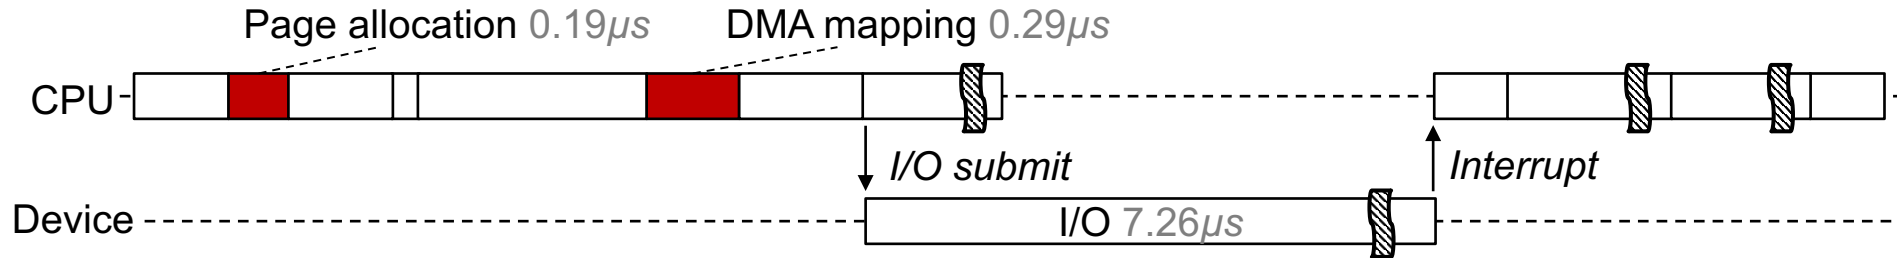 Page allocation 0.19µs DMA mapping 0.29µs
CPU
I/O submit Interrupt
Device I/O 7.26µs